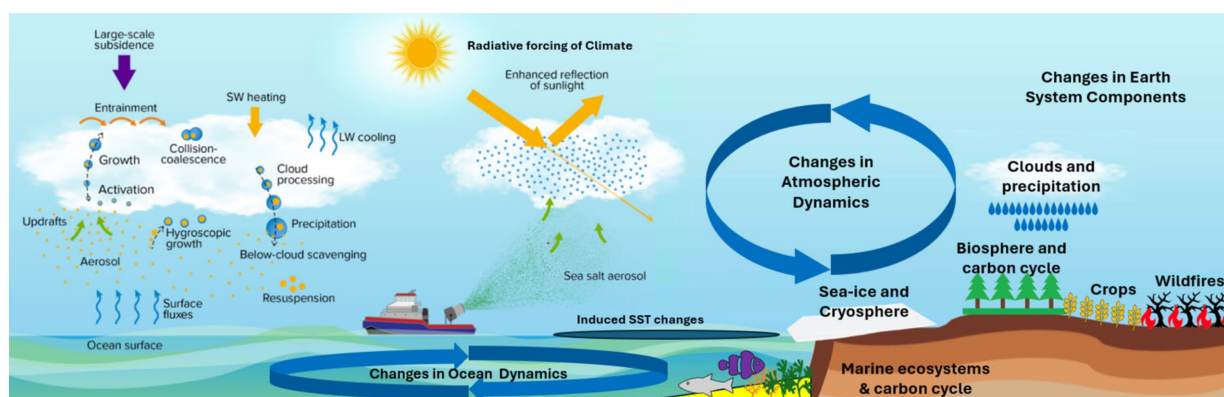 Large-scale
subsidence
Entrainment
SW heating
LW cooling
Collision-
coalescence
Growth
Activation
Cloud
processing
Updrafts
Hygroscopic
growth
Precipitation
Aerosol
Below-cloud scavenging
Resuspension
Surface
fluxes
Ocean surface
Radiative forcing of Climate
Enhanced reflection
of sunlight
Sea salt aerosol
Induced SST changes
Changes in Ocean Dynamics
Changes in
Atmospheric
Dynamics
Changes in Earth
System Components
Clouds and
precipitation
Biosphere and
carbon cycle
Sea-ice and
Cryosphere
Crops
Wildfires
Marine ecosystems
& carbon cycle